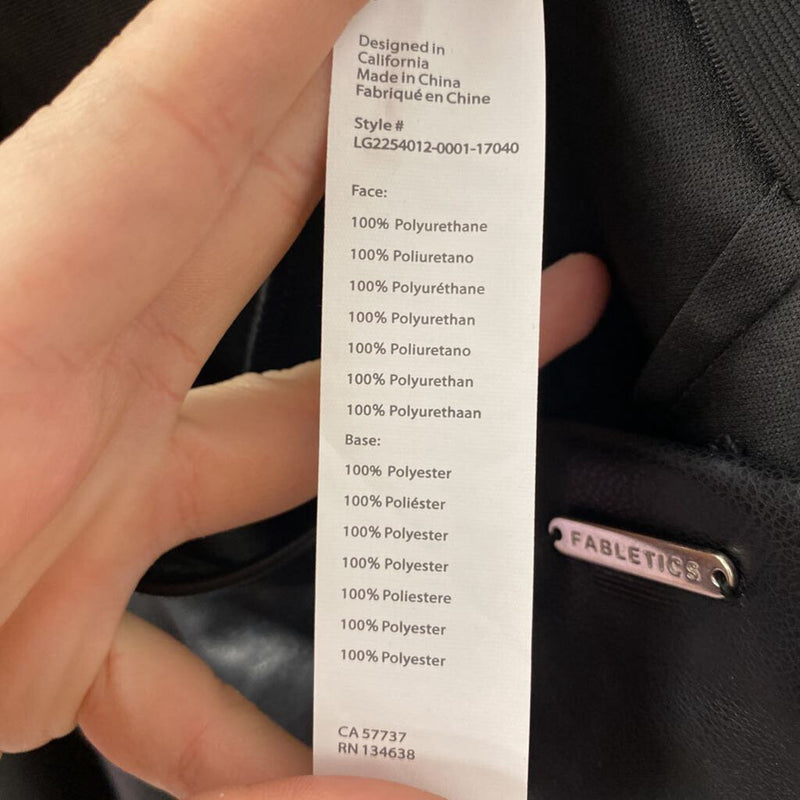 Designed in
California
Made in China
Fabriqué en Chine
Style #
LG2254012-0001-17040
Face:
100% Polyurethane
100% Poliuretano
100% Polyuréthane
100% Polyurethan
100% Poliuretano
100% Polyurethan
100% Polyurethaan
Base:
100% Polyester
100% Poliéster
100% Polyester
100% Polyester
100% Poliestere
100% Polyester
100% Polyester
CA 57737
RN 134638
FABLETICS